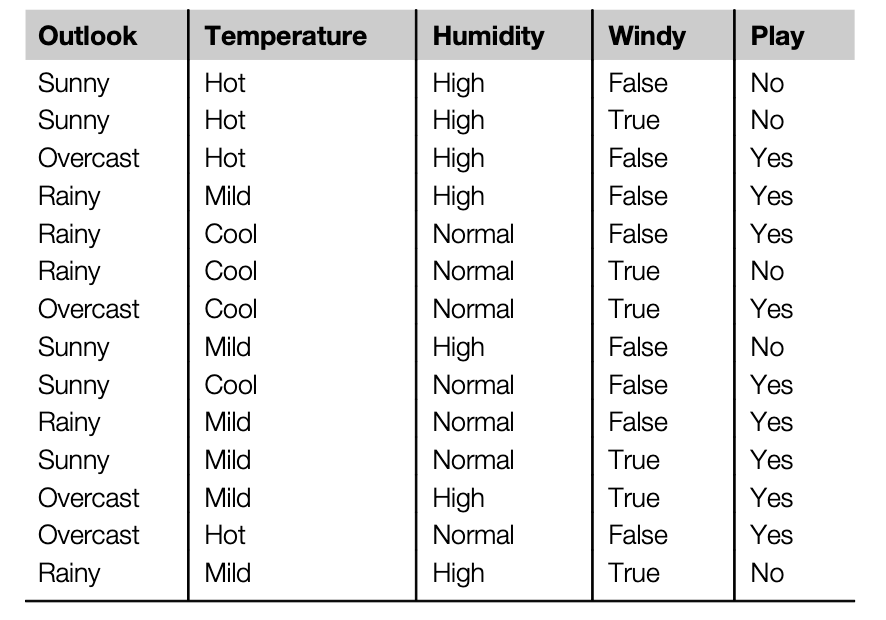 Outlook Temperature Humidity Windy Play
Sunny Hot High False No
Sunny Hot High True No
Overcast Hot High False Yes
Rainy Mild High False Yes
Rainy Cool Normal False Yes
Rainy Cool Normal True No
Overcast Cool Normal True Yes
Sunny Mild High False No
Sunny Cool Normal False Yes
Rainy Mild Normal False Yes
Sunny Mild Normal True Yes
Overcast Mild High True Yes
Overcast Hot Normal False Yes
Rainy Mild High True No